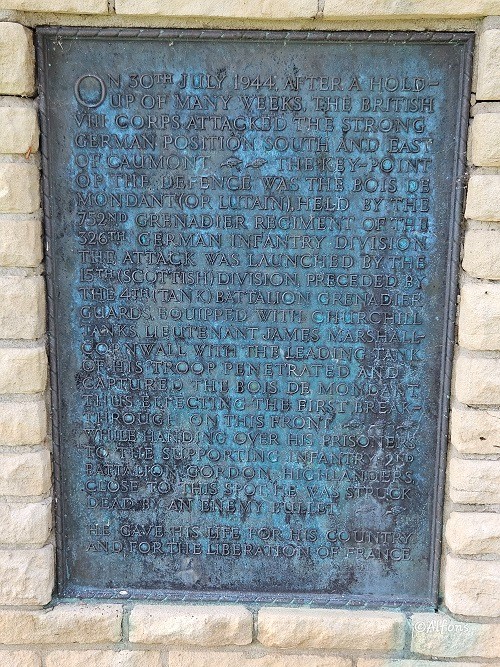 ON 30TH JULY 1944, AFTER A HOLD-
UP OF MANY WEEKS, THE BRITISH
VIII CORPS ATTACKED THE STRONG
GERMAN POSITION SOUTH AND EAST
OF CAUMONT THE KEY-POINT
OF THE DEFENCE WAS THE BOIS DE
MONDANT (OR LUTAIN), HELD BY THE
752ND GRENADIER REGIMENT OF THE
326TH GERMAN INFANTRY DIVISION.
THE ATTACK WAS LAUNCHED BY THE
15TH (SCOTTISH) DIVISION, PRECEDED BY
THE 4TH (TANK) BATTALION GRENADIER
GUARDS, EQUIPPED WITH CHURCHILL
TANKS. LIEUTENANT JAMES MARSHALL-
CORNWALL WITH THE LEADING TANK
OF HIS TROOP PENETRATED AND
CAPTURED THE BOIS DE MONDANT
THUS EFFECTING THE FIRST BREAK-
THROUGH ON THIS FRONT
WHILE HANDING OVER HIS PRISONERS
TO THE SUPPORTING INFANTRY, 2ND
BATTALION, GORDON HIGHLANDERS,
CLOSE TO THIS SPOT, HE WAS STRUCK
DEAD BY AN ENEMY BULLET
HE GAVE HIS LIFE FOR HIS COUNTRY
AND FOR THE LIBERATION OF FRANCE
©Alfons